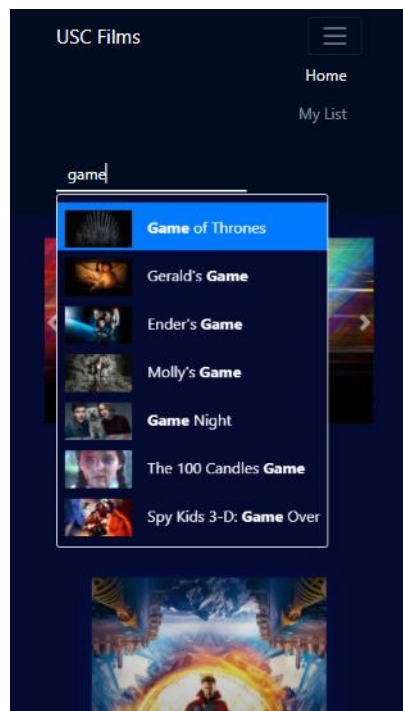 USC Films
Home
My List
game
Game of Thrones
Gerald's Game
Ender's Game
Molly's Game
Game Night
The 100 Candles Game
Spy Kids 3-D: Game Over